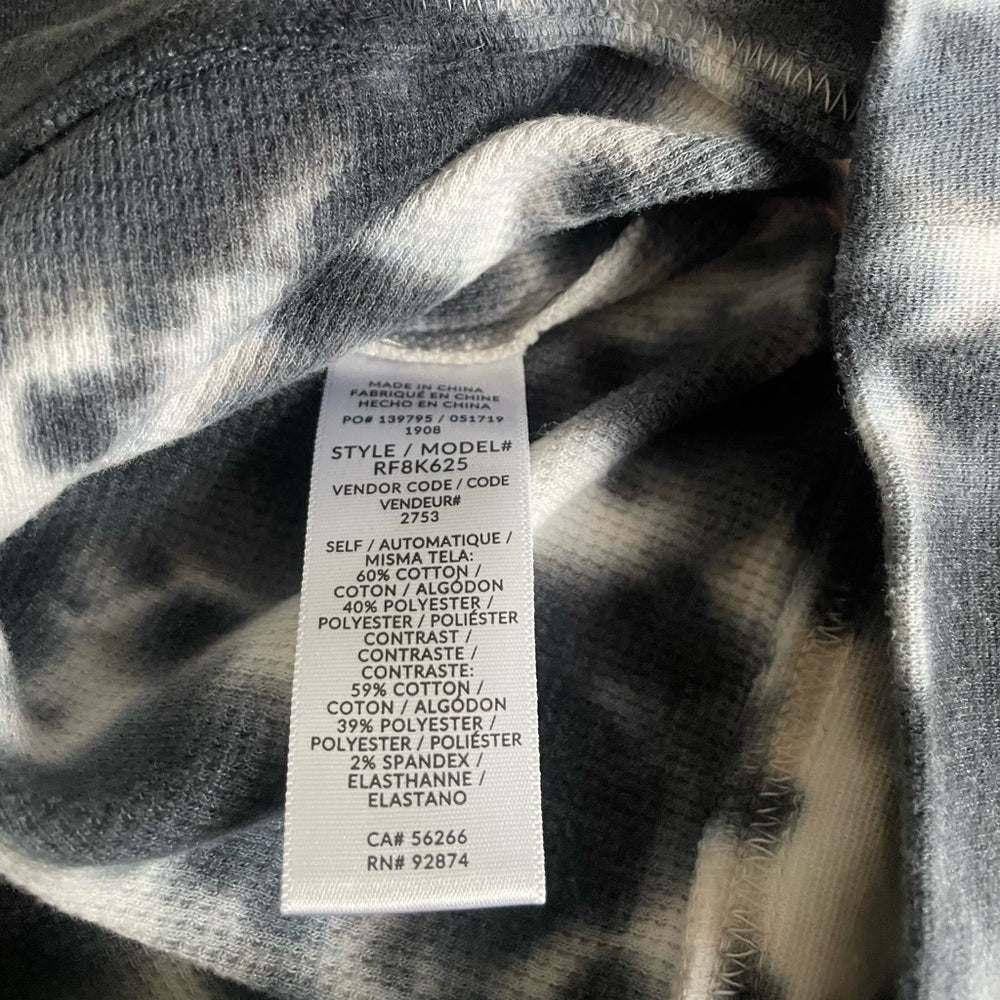 MADE IN CHINA
FABRIQUÉ EN CHINE
HECHO EN CHINA
PO# 139795 / 051719
1908
STYLE / MODEL#
RF8K625
VENDOR CODE / CODE
VENDEUR#
2753
SELF / AUTOMATIQUE /
MISMA TELA:
60% COTTON /
COTON / ALGÓDON
40% POLYESTER /
POLYESTER / POLIÉSTER
CONTRAST /
CONTRASTE /
CONTRASTE:
59% COTTON /
COTON / ALGÓDON
39% POLYESTER /
POLYESTER / POLIÉSTER
2% SPANDEX /
ELASTHANNE /
ELASTANO
CA# 56266
RN# 92874